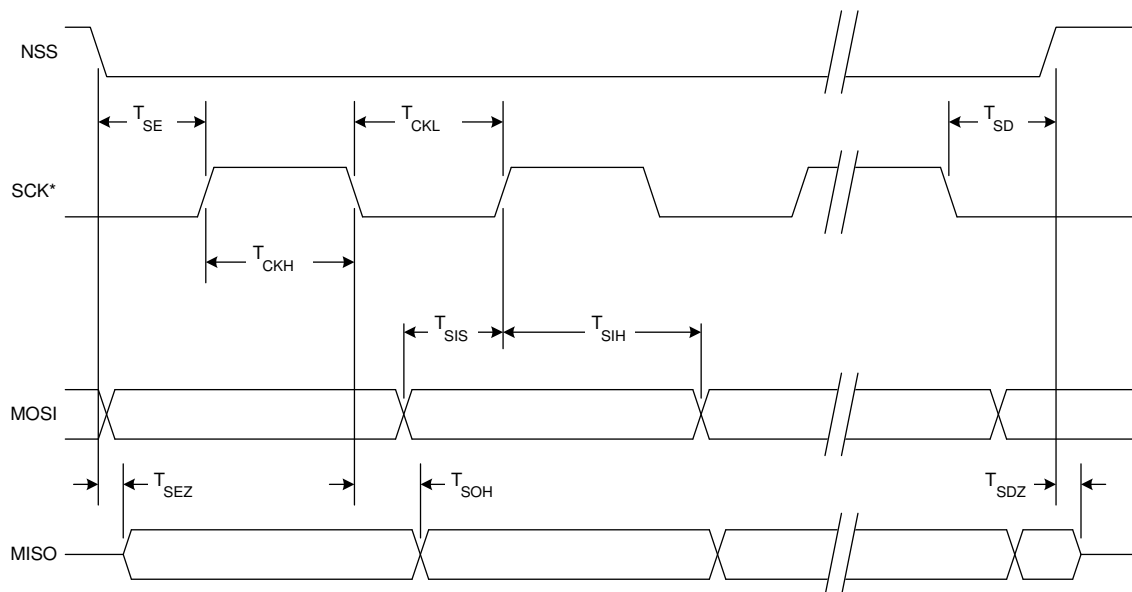 NSS
T_SE
T_CKL
T_SD
SCK*
T_CKH
T_SIS
T_SIH
MOSI
T_SEZ
T_SOH
T_SDZ
MISO